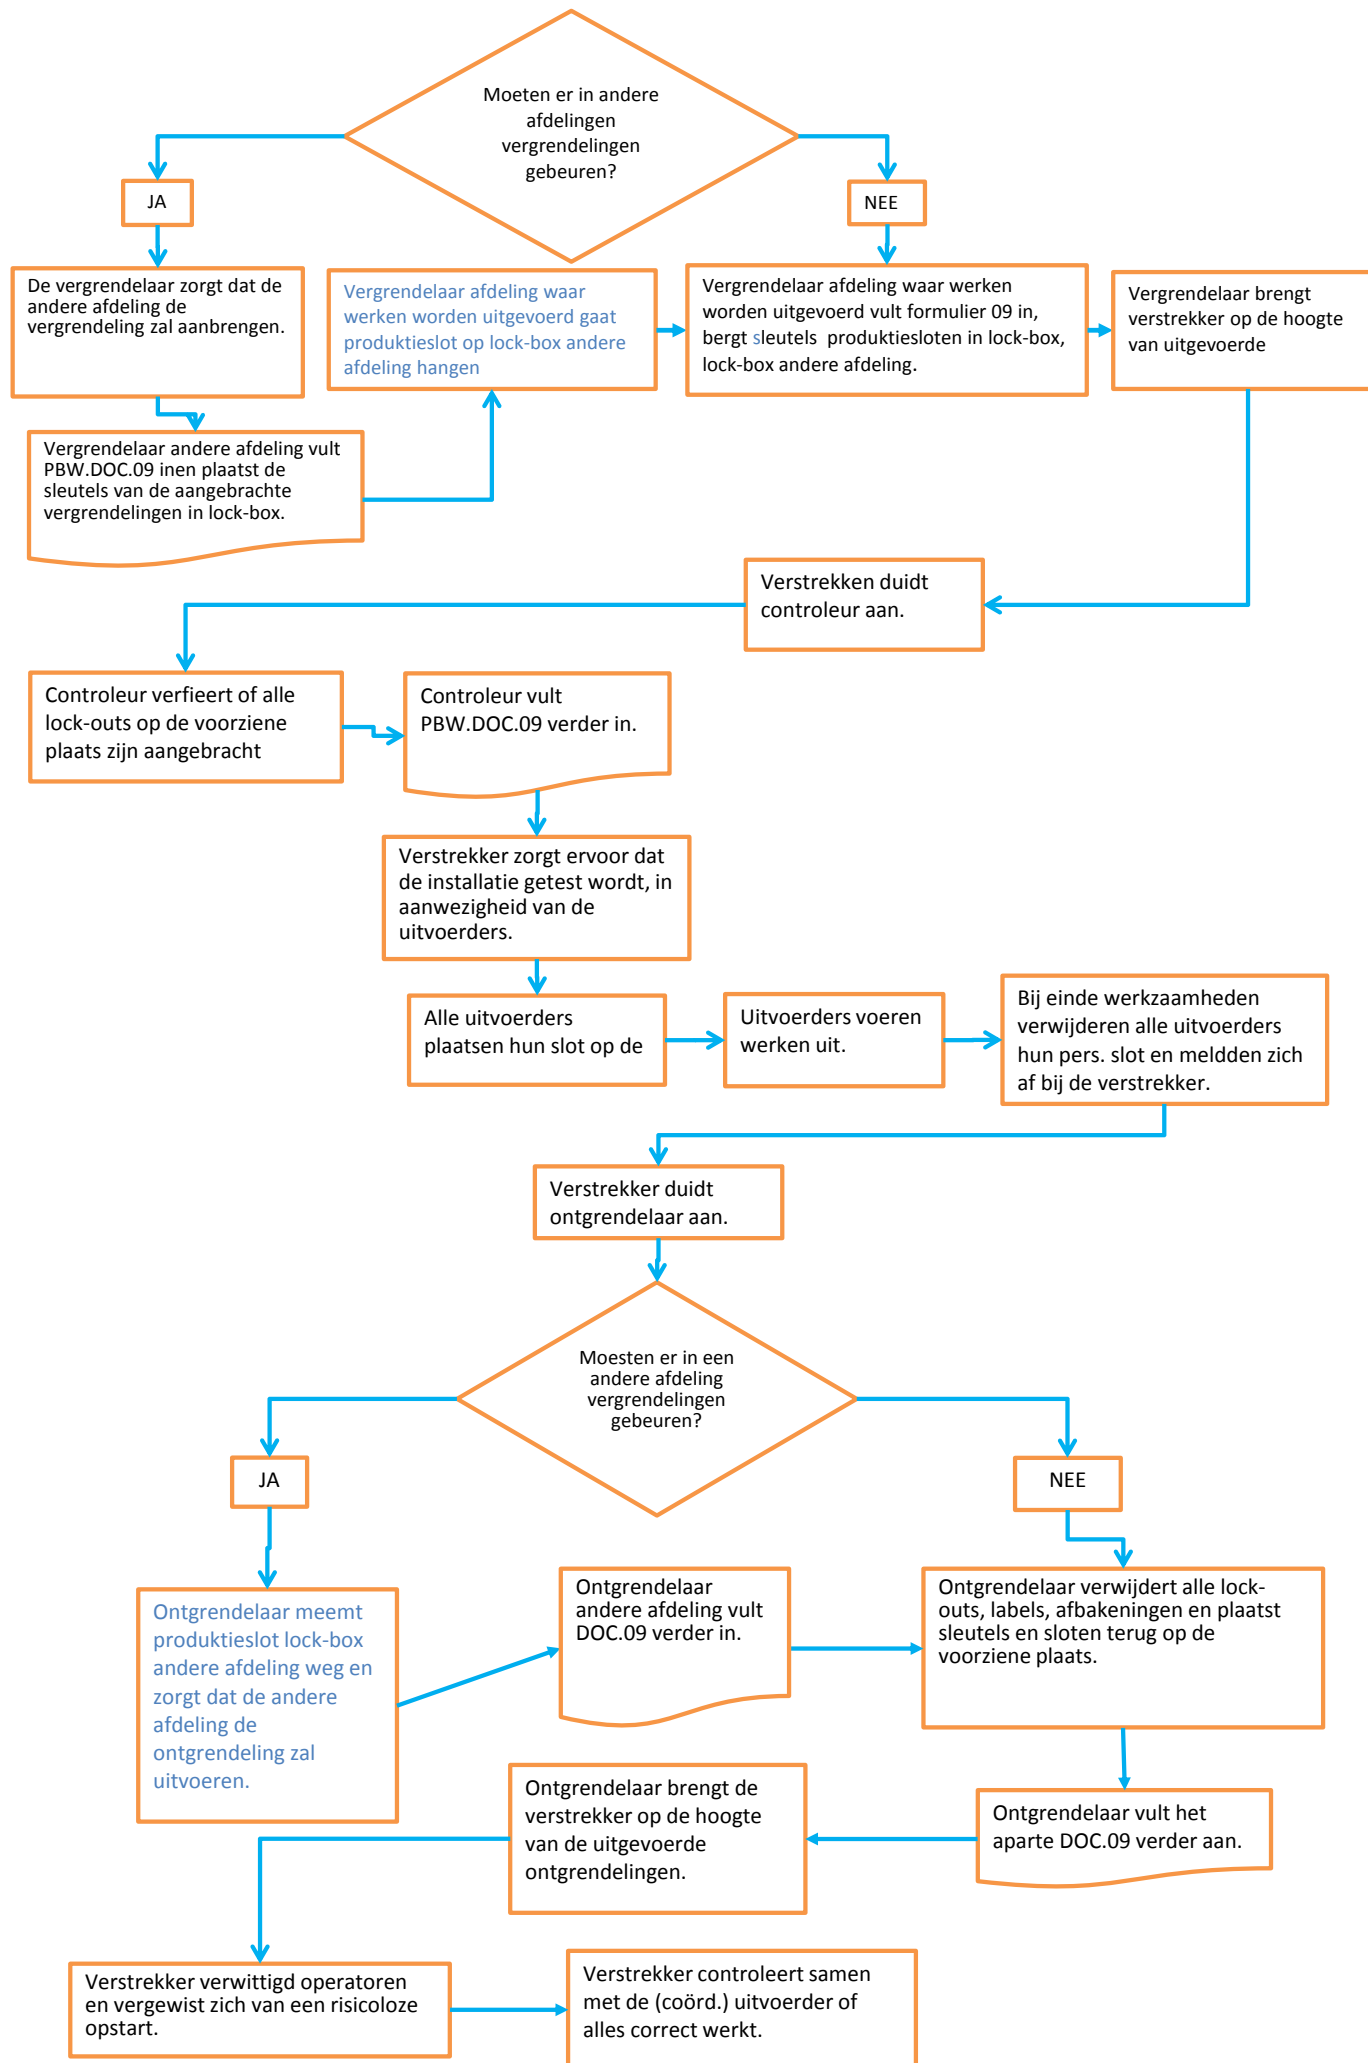 Moeten er in andere
afdelingen
vergrendelingen
gebeuren?
JA
NEE
De vergrendelaar zorgt dat de
andere afdeling de
vergrendeling zal aanbrengen.
Vergrendelaar afdeling waar
werken worden uitgevoerd gaat
produktieslot op lock-box andere
afdeling hangen
Vergrendelaar afdeling waar werken
worden uitgevoerd vult formulier 09 in,
bergt sleutels  produktiesloten in lock-box,
lock-box andere afdeling.
Vergrendelaar brengt
verstrekker op de hoogte
van uitgevoerde
Vergrendelaar andere afdeling vult
PBW.DOC.09 inen plaatst de
sleutels van de aangebrachte
vergrendelingen in lock-box.
Verstrekken duidt
controleur aan.
Controleur verfieert of alle
lock-outs op de voorziene
plaats zijn aangebracht
Controleur vult
PBW.DOC.09 verder in.
Verstrekker zorgt ervoor dat
de installatie getest wordt, in
aanwezigheid van de
uitvoerders.
Alle uitvoerders
plaatsen hun slot op de
Uitvoerders voeren
werken uit.
Bij einde werkzaamheden
verwijderen alle uitvoerders
hun pers. slot en meldden zich
af bij de verstrekker.
Verstrekker duidt
ontgrendelaar aan.
Moesten er in een
andere afdeling
vergrendelingen
gebeuren?
JA
NEE
Ontgrendelaar meemt
produktieslot lock-box
andere afdeling weg en
zorgt dat de andere
afdeling de
ontgrendeling zal
uitvoeren.
Ontgrendelaar
andere afdeling vult
DOC.09 verder in.
Ontgrendelaar verwijdert alle lock-
outs, labels, afbakeningen en plaatst
sleutels en sloten terug op de
voorziene plaats.
Ontgrendelaar vult het
aparte DOC.09 verder aan.
Ontgrendelaar brengt de
verstrekker op de hoogte
van de uitgevoerde
ontgrendelingen.
Verstrekker verwittigd operatoren
en vergewist zich van een risicoloze
opstart.
Verstrekker controleert samen
met de (coörd.) uitvoerder of
alles correct werkt.